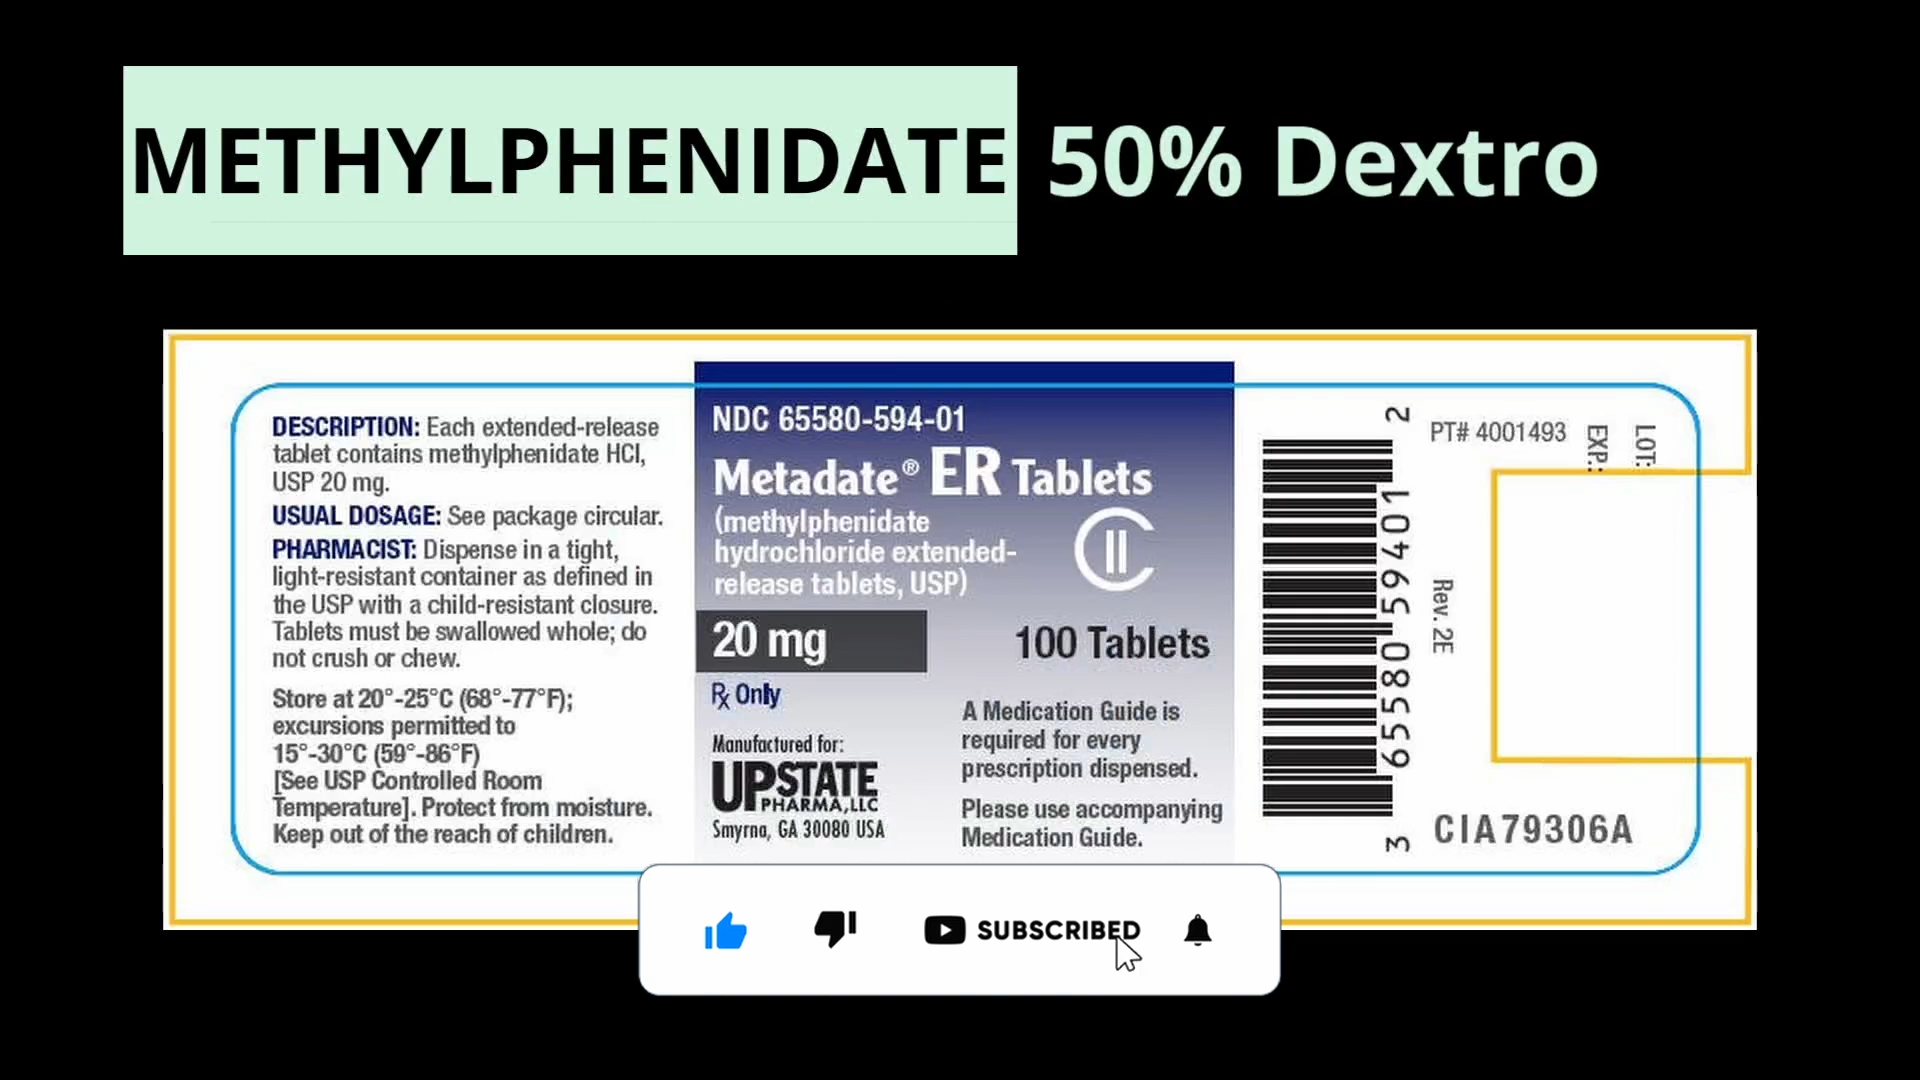 METHYLPHENIDATE 50% Dextro
DESCRIPTION: Each extended-release
tablet contains methylphenidate HCl,
USP 20 mg.
USUAL DOSAGE: See package circular.
PHARMACIST: Dispense in a tight,
light-resistant container as defined in
the USP with a child-resistant closure.
Tablets must be swallowed whole; do
not crush or chew.
Store at 20°-25°C (68°-77°F);
excursions permitted to
15°-30°C (59°-86°F)
[See USP Controlled Room
Temperature]. Protect from moisture.
Keep out of the reach of children.
NDC 65580-594-01
Metadate® ER Tablets
(methylphenidate
hydrochloride extended-
release tablets, USP)
CII
20 mg
100 Tablets
Rx Only
Manufactured for:
UPSTATE
PHARMA, LLC
Smyrna, GA 30080 USA
A Medication Guide is
required for every
prescription dispensed.
Please use accompanying
Medication Guide.
3 65580 59401 2
PT# 4001493
EXP.:
LOT:
Rev. 2E
CIA79306A
SUBSCRIBED